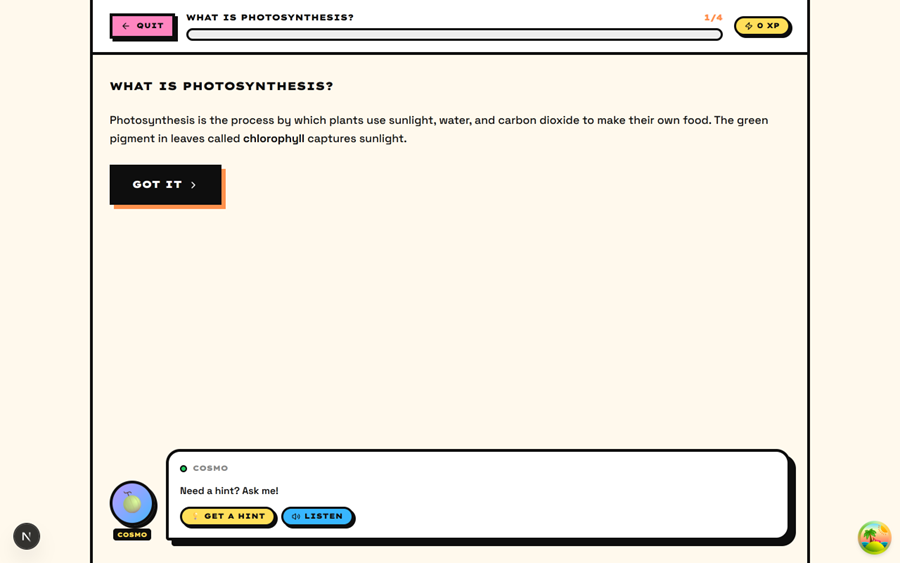 QUIT
WHAT IS PHOTOSYNTHESIS?
1/4
0 XP
WHAT IS PHOTOSYNTHESIS?
Photosynthesis is the process by which plants use sunlight, water, and carbon dioxide to make their own food. The green
pigment in leaves called chlorophyll captures sunlight.
GOT IT
COSMO
Need a hint? Ask me!
GET A HINT
LISTEN
COSMO
N